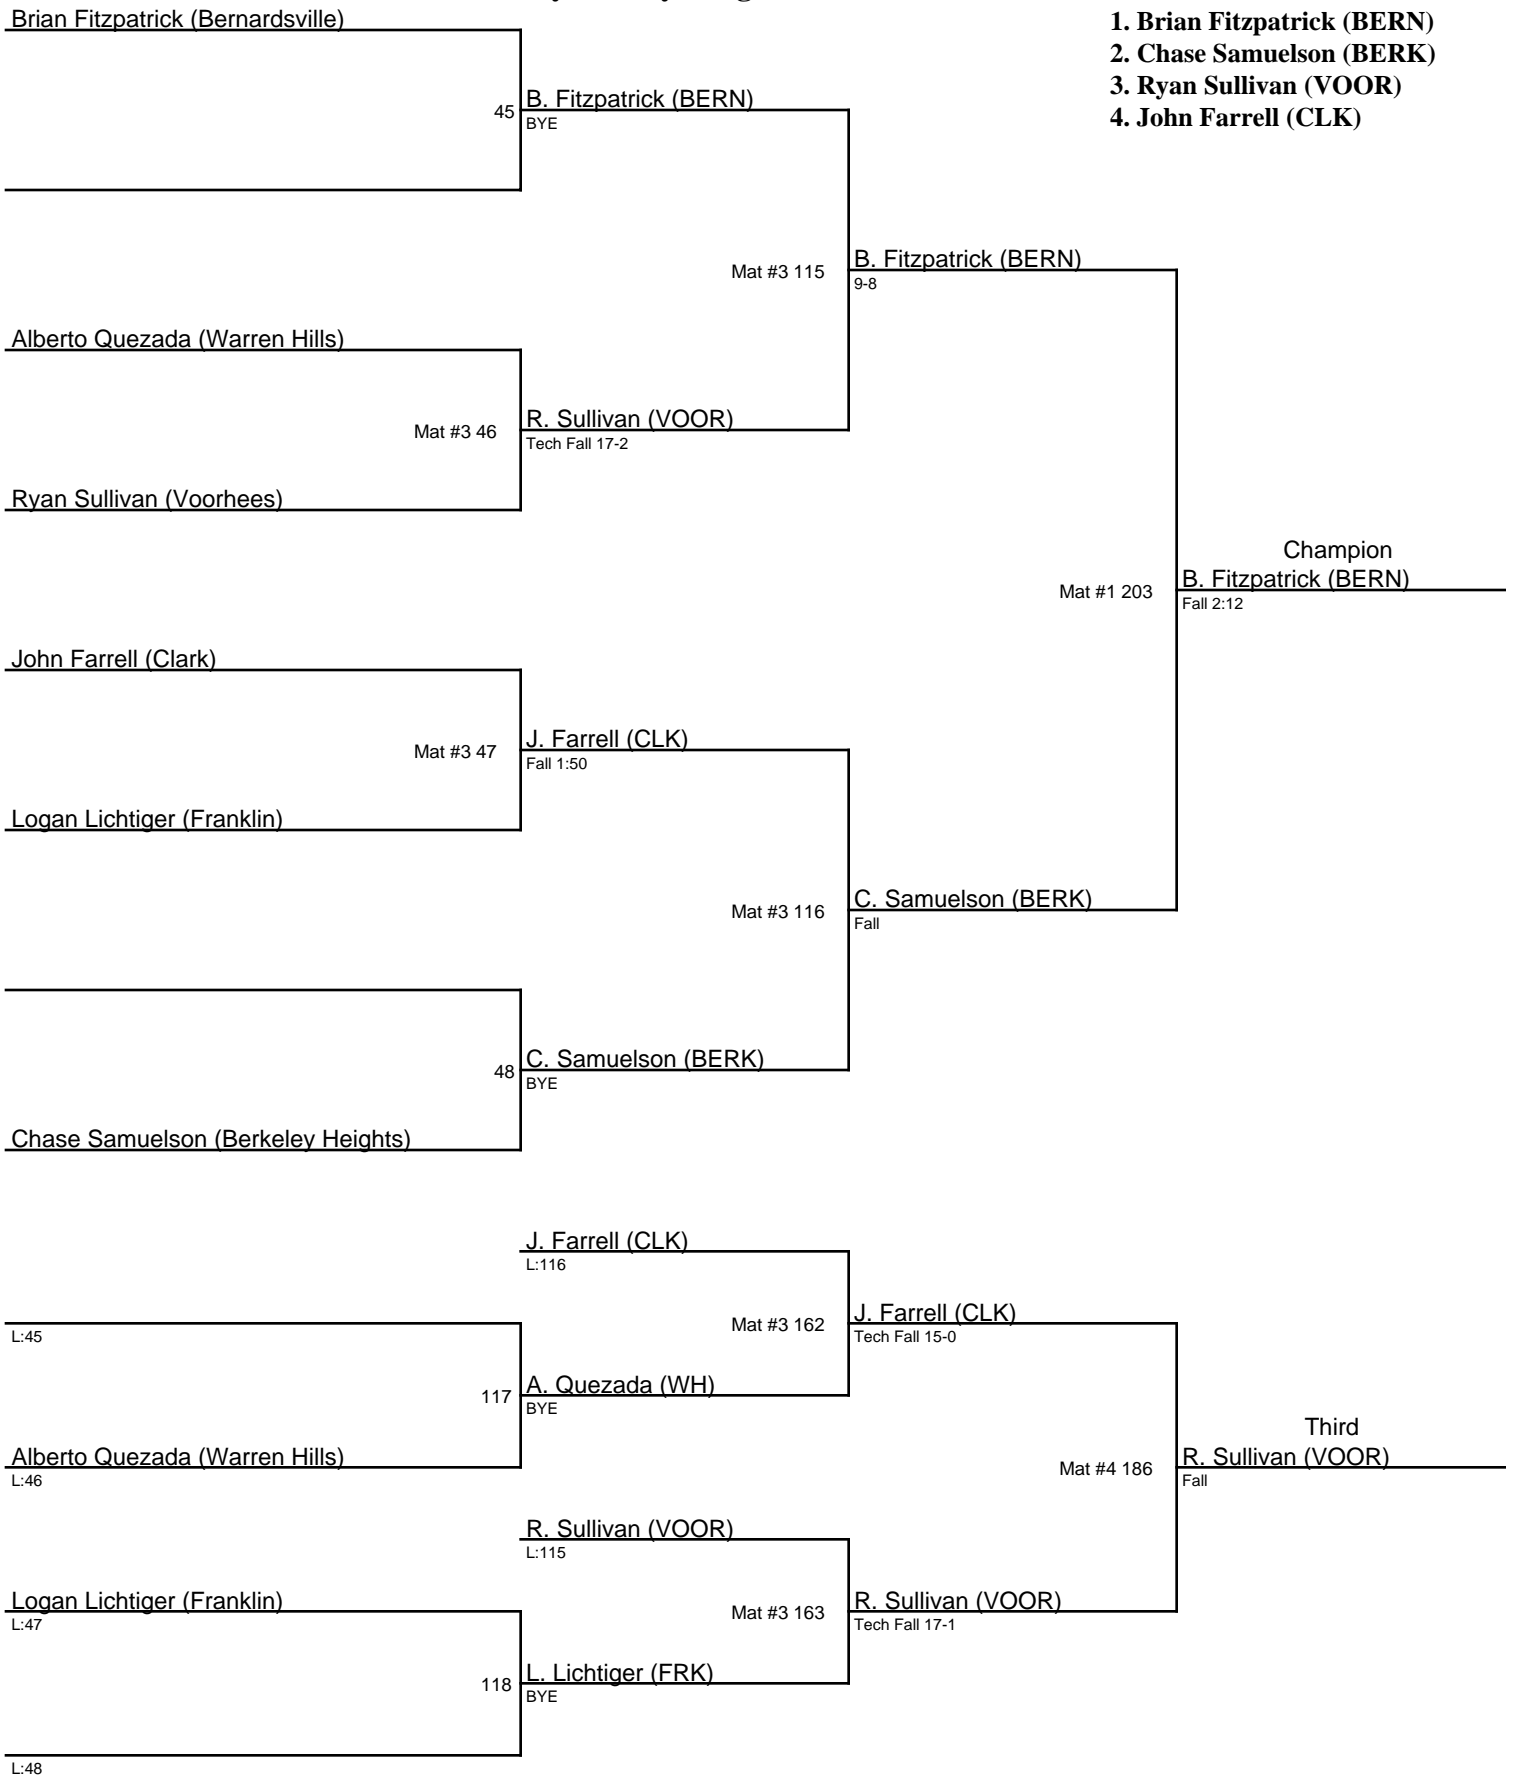 Brian Fitzpatrick (Bernardsville)
1. Brian Fitzpatrick (BERN)
2. Chase Samuelson (BERK)
3. Ryan Sullivan (VOOR)
4. John Farrell (CLK)
45
B. Fitzpatrick (BERN)
BYE
Mat #3 115
B. Fitzpatrick (BERN)
9-8
Alberto Quezada (Warren Hills)
Mat #3 46
R. Sullivan (VOOR)
Tech Fall 17-2
Ryan Sullivan (Voorhees)
Champion
Mat #1 203
B. Fitzpatrick (BERN)
Fall 2:12
John Farrell (Clark)
Mat #3 47
J. Farrell (CLK)
Fall 1:50
Logan Lichtiger (Franklin)
Mat #3 116
C. Samuelson (BERK)
Fall
48
C. Samuelson (BERK)
BYE
Chase Samuelson (Berkeley Heights)
J. Farrell (CLK)
L:116
L:45
Mat #3 162
J. Farrell (CLK)
Tech Fall 15-0
117
A. Quezada (WH)
BYE
Alberto Quezada (Warren Hills)
L:46
Third
Mat #4 186
R. Sullivan (VOOR)
Fall
R. Sullivan (VOOR)
L:115
Logan Lichtiger (Franklin)
L:47
Mat #3 163
R. Sullivan (VOOR)
Tech Fall 17-1
118
L. Lichtiger (FRK)
BYE
L:48